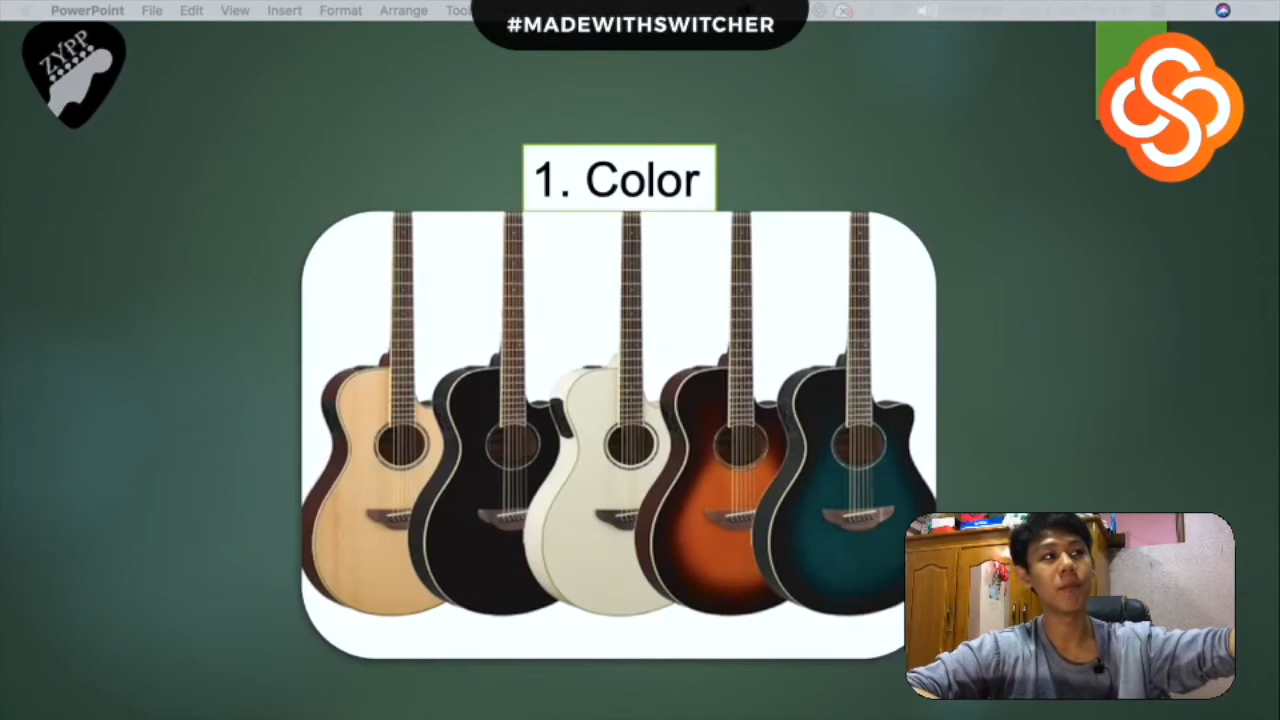 PowerPoint File Edit View Insert Format Arrange
#MADEWITHSWITCHER
ZYPP
1. Color